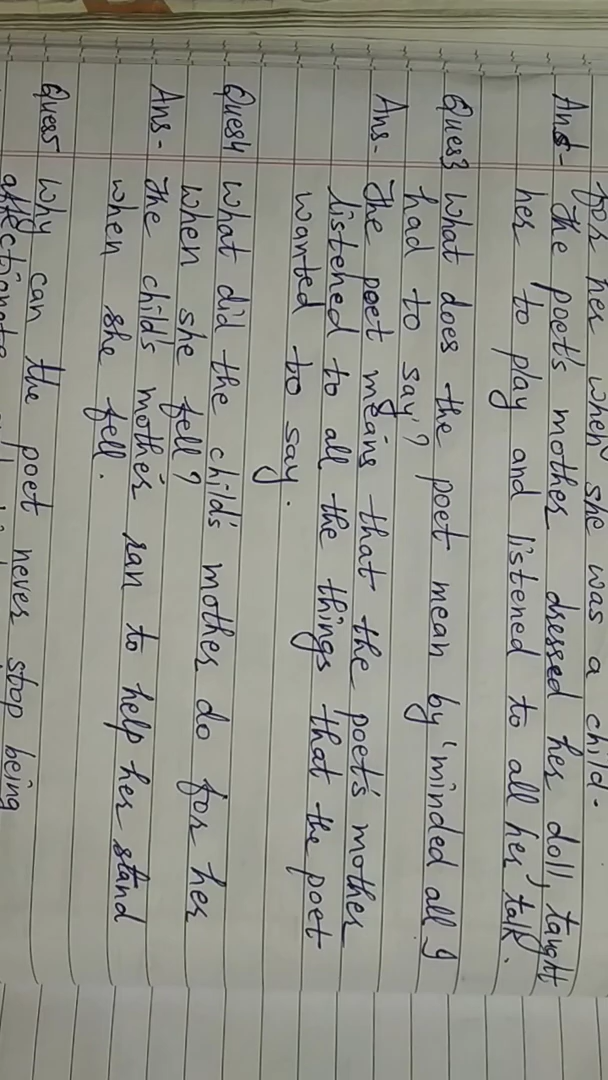 for her when she was a child.
Ans- The poet's mother dressed her doll, taught
her to play and listened to all her talk.
Ques3 What does the poet mean by 'minded all I
had to say'?
Ans- The poet means that the poet's mother
listened to all the things that the poet
wanted to say.
Ques4 What did the child's mother do for her
when she fell?
Ans- The child's mother ran to help her stand
when she fell.
Ques5 Why can the poet never stop being
affectionate